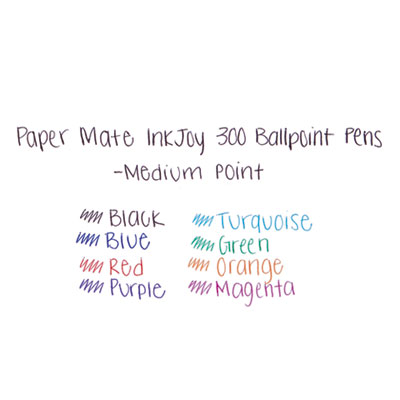 Paper Mate InkJoy 300 Ballpoint Pens
-Medium Point
Black
Blue
Red
Purple
Turquoise
Green
Orange
Magenta